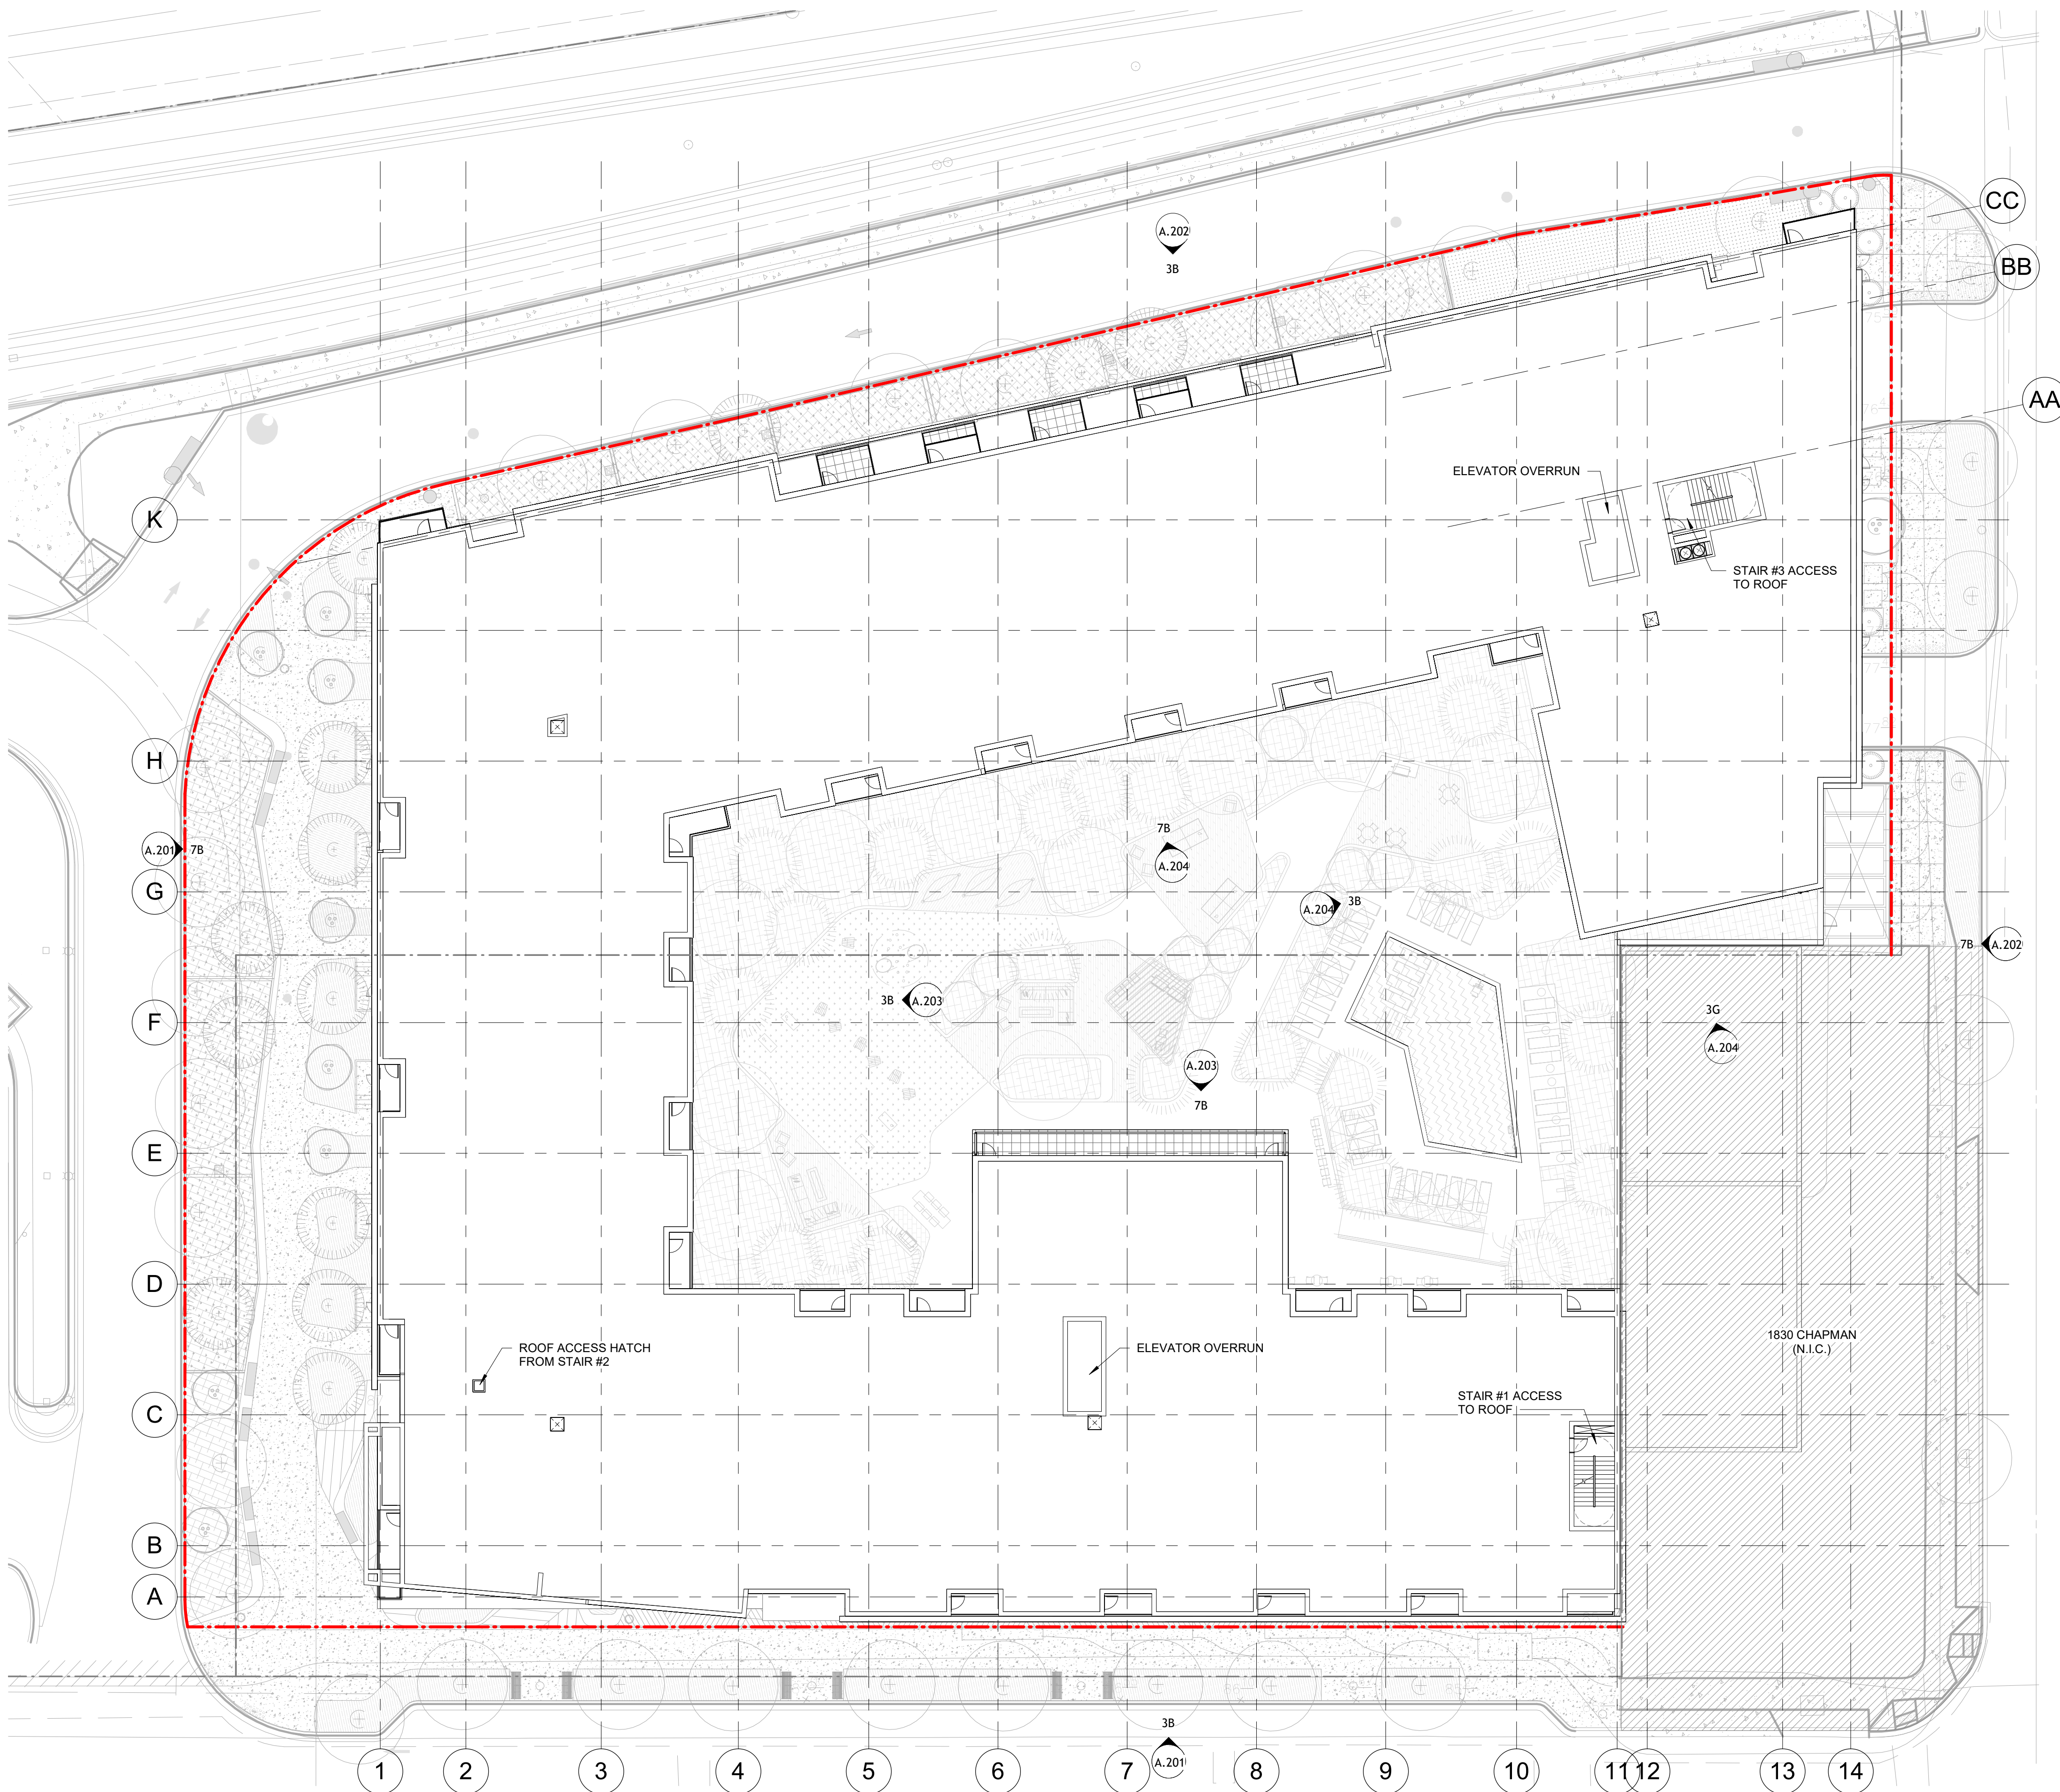 CC
A.202
3B
BB
AA
ELEVATOR OVERRUN
K
STAIR #3 ACCESS
TO ROOF
H
7B
A.201
7B
A.204
G
A.204
3B
7B
A.202
3B
A.203
F
3G
A.204
A.203
7B
E
D
1830 CHAPMAN
(N.I.C.)
ROOF ACCESS HATCH
FROM STAIR #2
ELEVATOR OVERRUN
STAIR #1 ACCESS
TO ROOF
C
B
A
3B
A.201
1
2
3
4
5
6
7
8
9
10
11
12
13
14